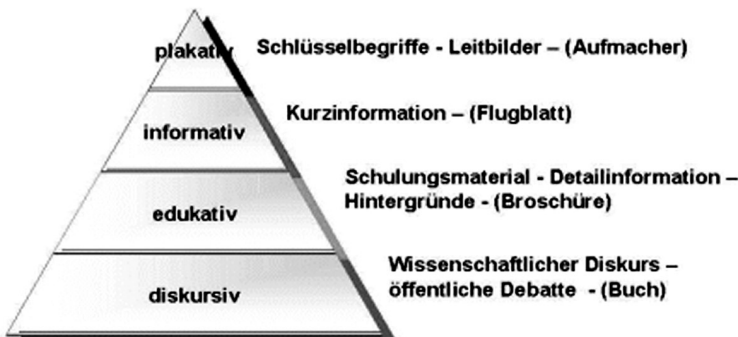 plakativ
Schlüsselbegriffe - Leitbilder – (Aufmacher)
informativ
Kurzinformation – (Flugblatt)
edukativ
Schulungsmaterial - Detailinformation –
Hintergründe - (Broschüre)
diskursiv
Wissenschaftlicher Diskurs –
öffentliche Debatte - (Buch)